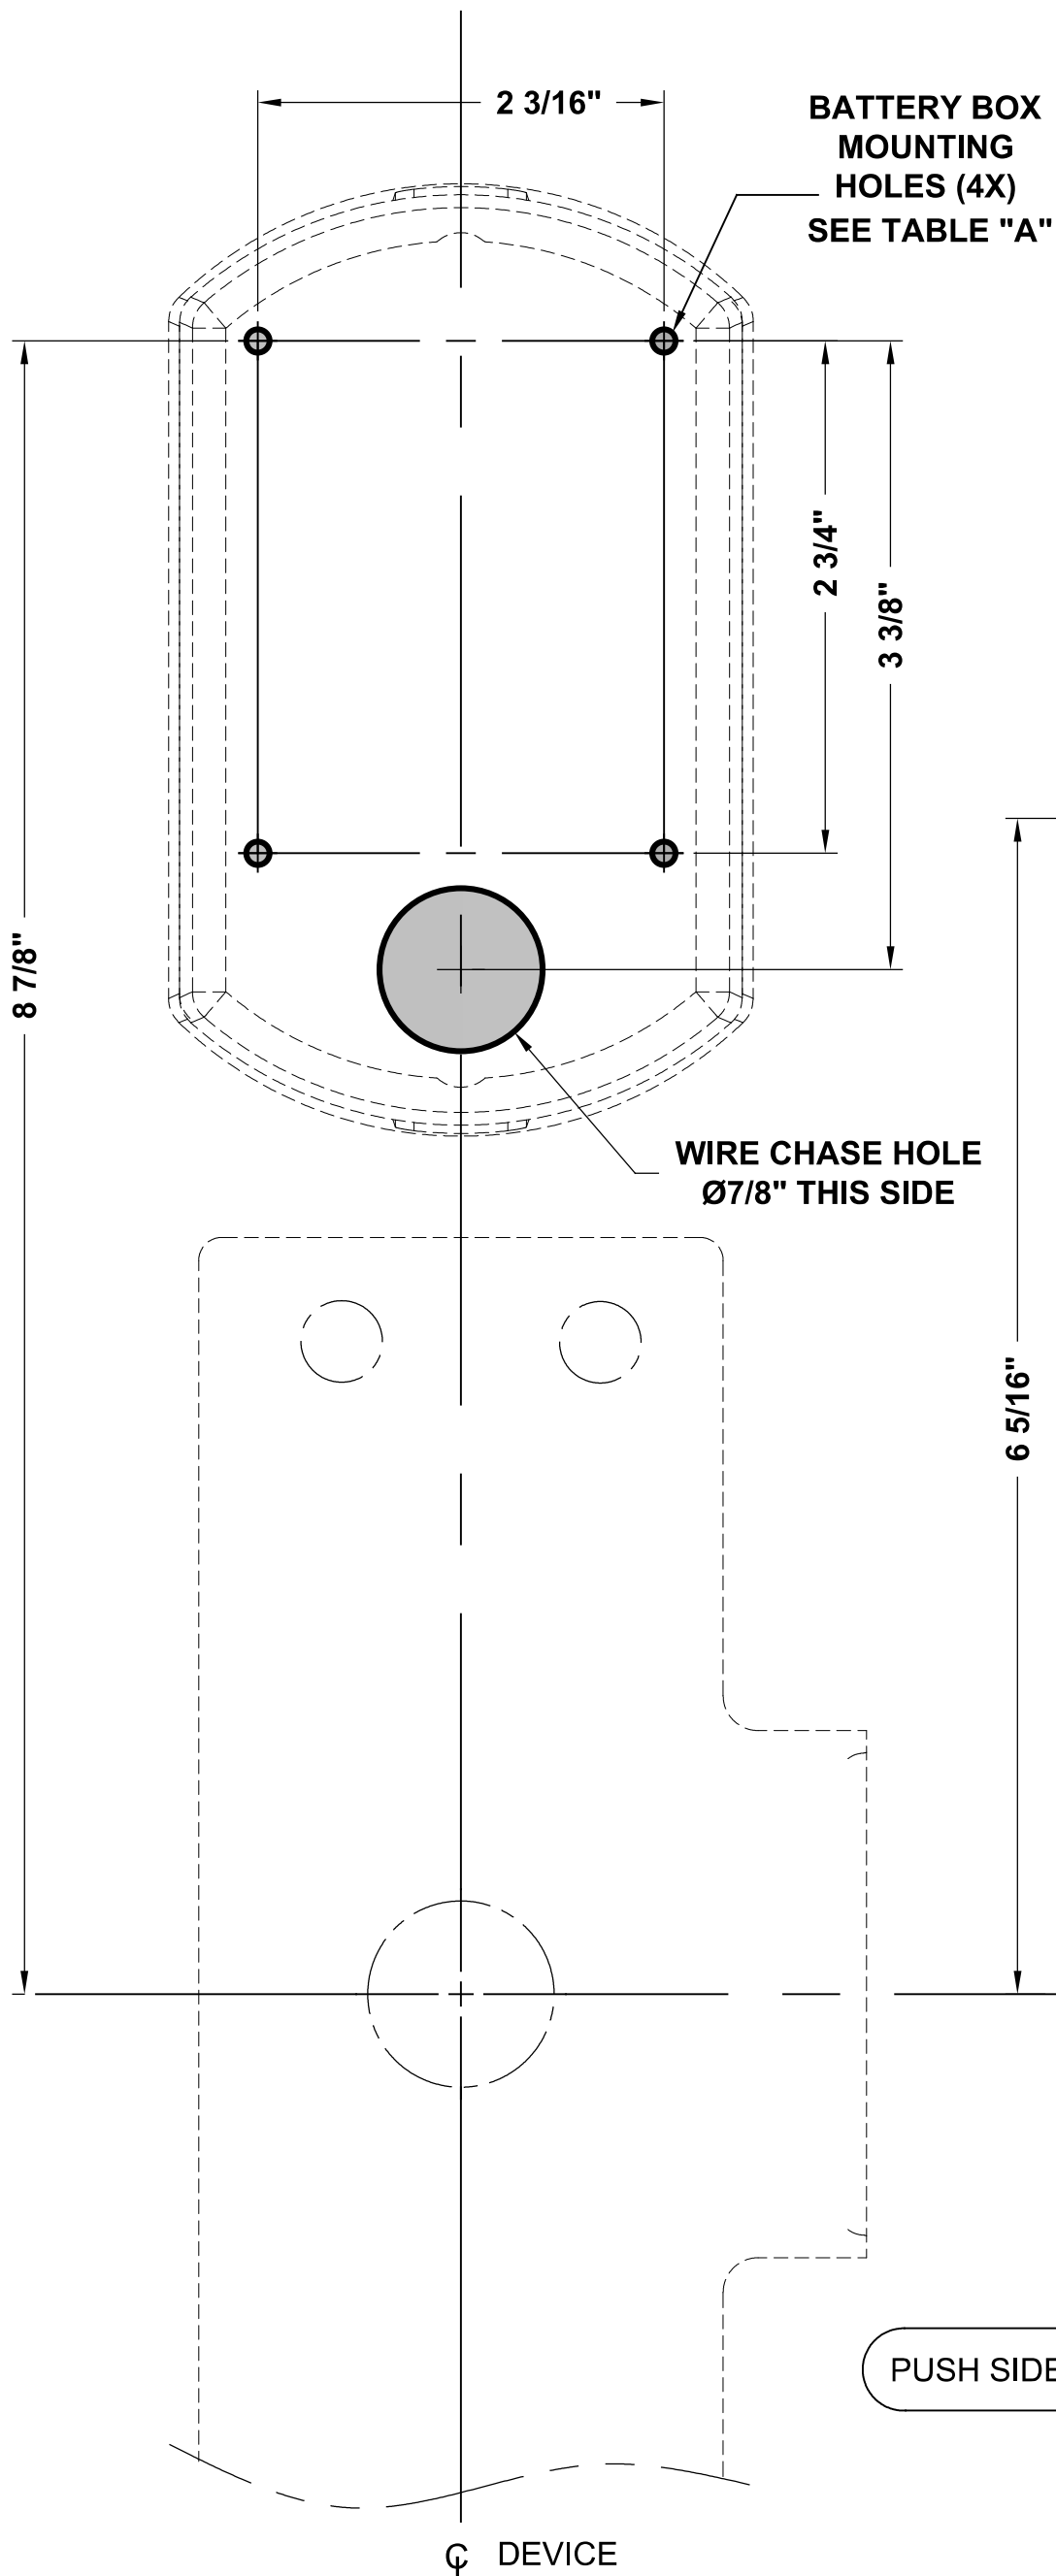 2 3/16"
BATTERY BOX
MOUNTING
HOLES (4X)
SEE TABLE "A"
2 3/4"
3 3/8"
8 7/8"
WIRE CHASE HOLE
Ø7/8" THIS SIDE
6 5/16"
PUSH SIDE
℄ DEVICE